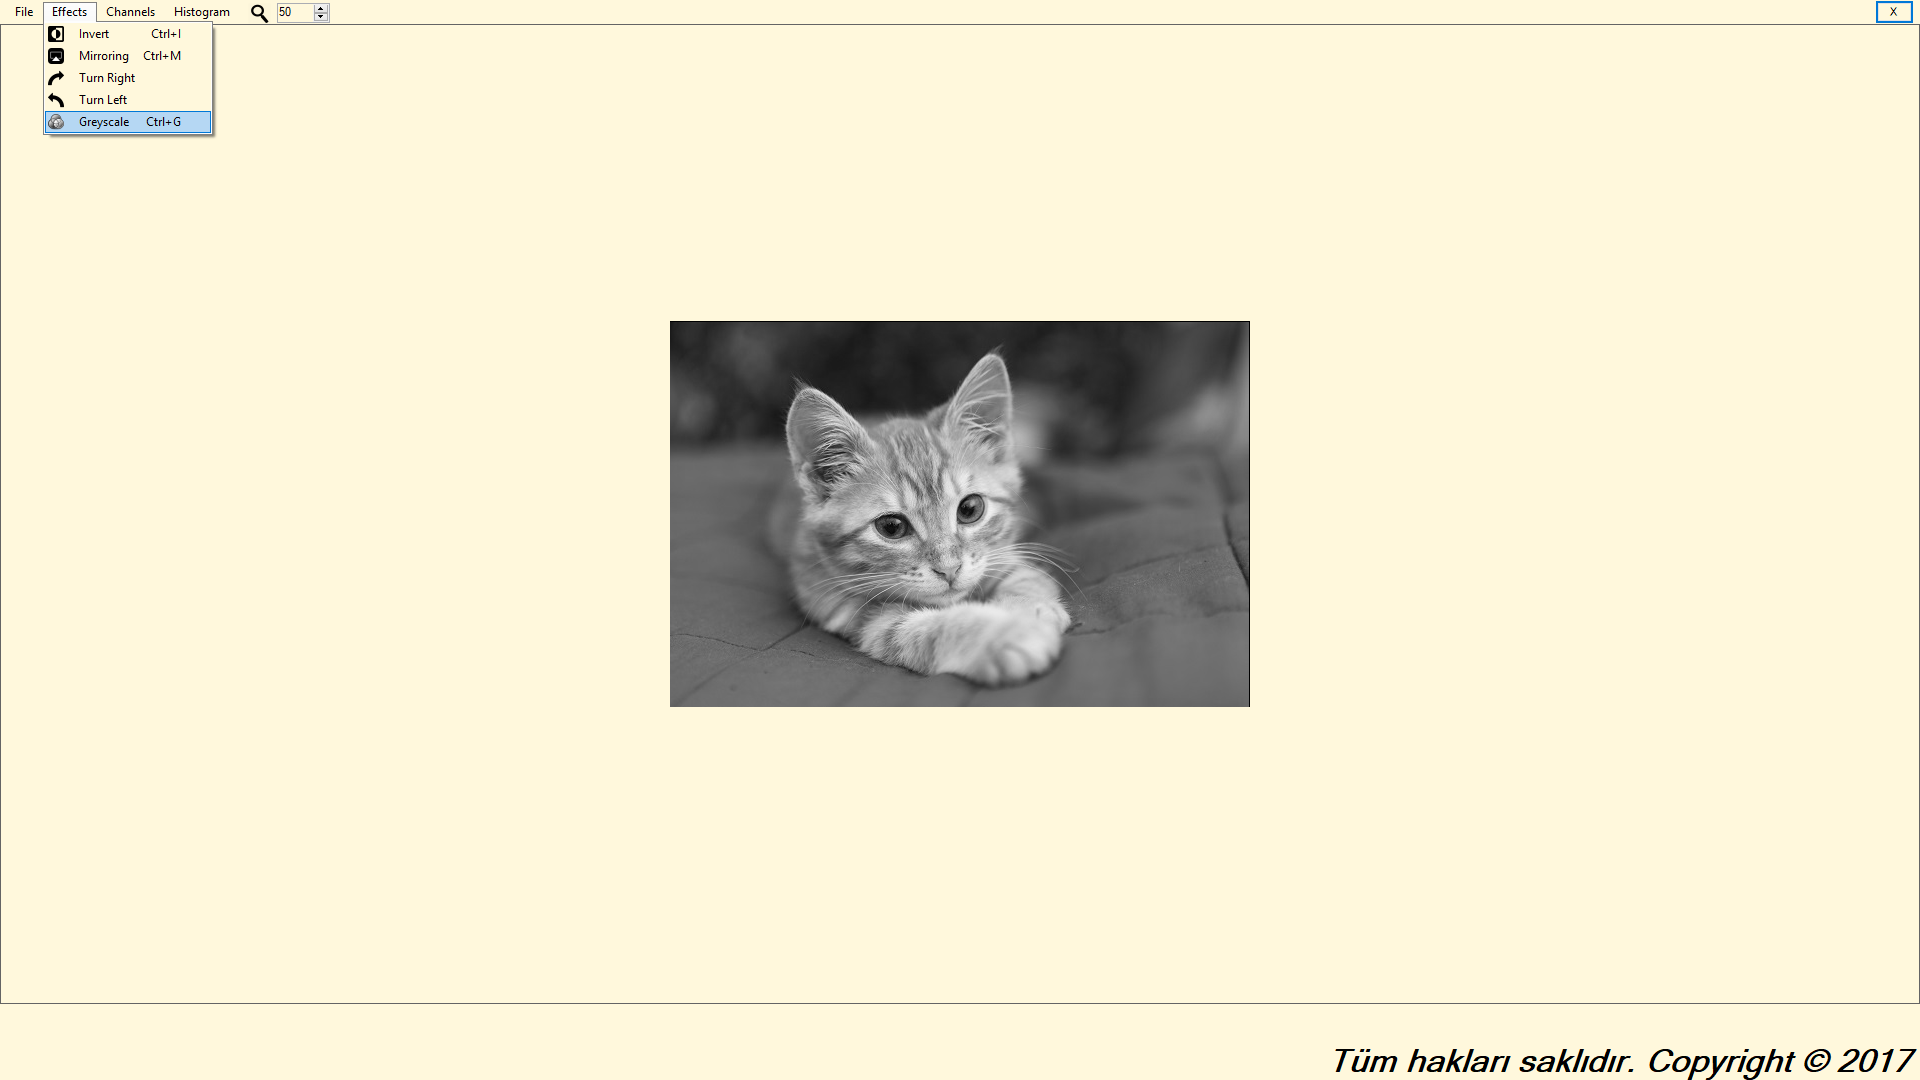 File Effects Channels Histogram 50 X
Invert Ctrl+I
Mirroring Ctrl+M
Turn Right
Turn Left
Greyscale Ctrl+G
Tüm hakları saklıdır. Copyright © 2017